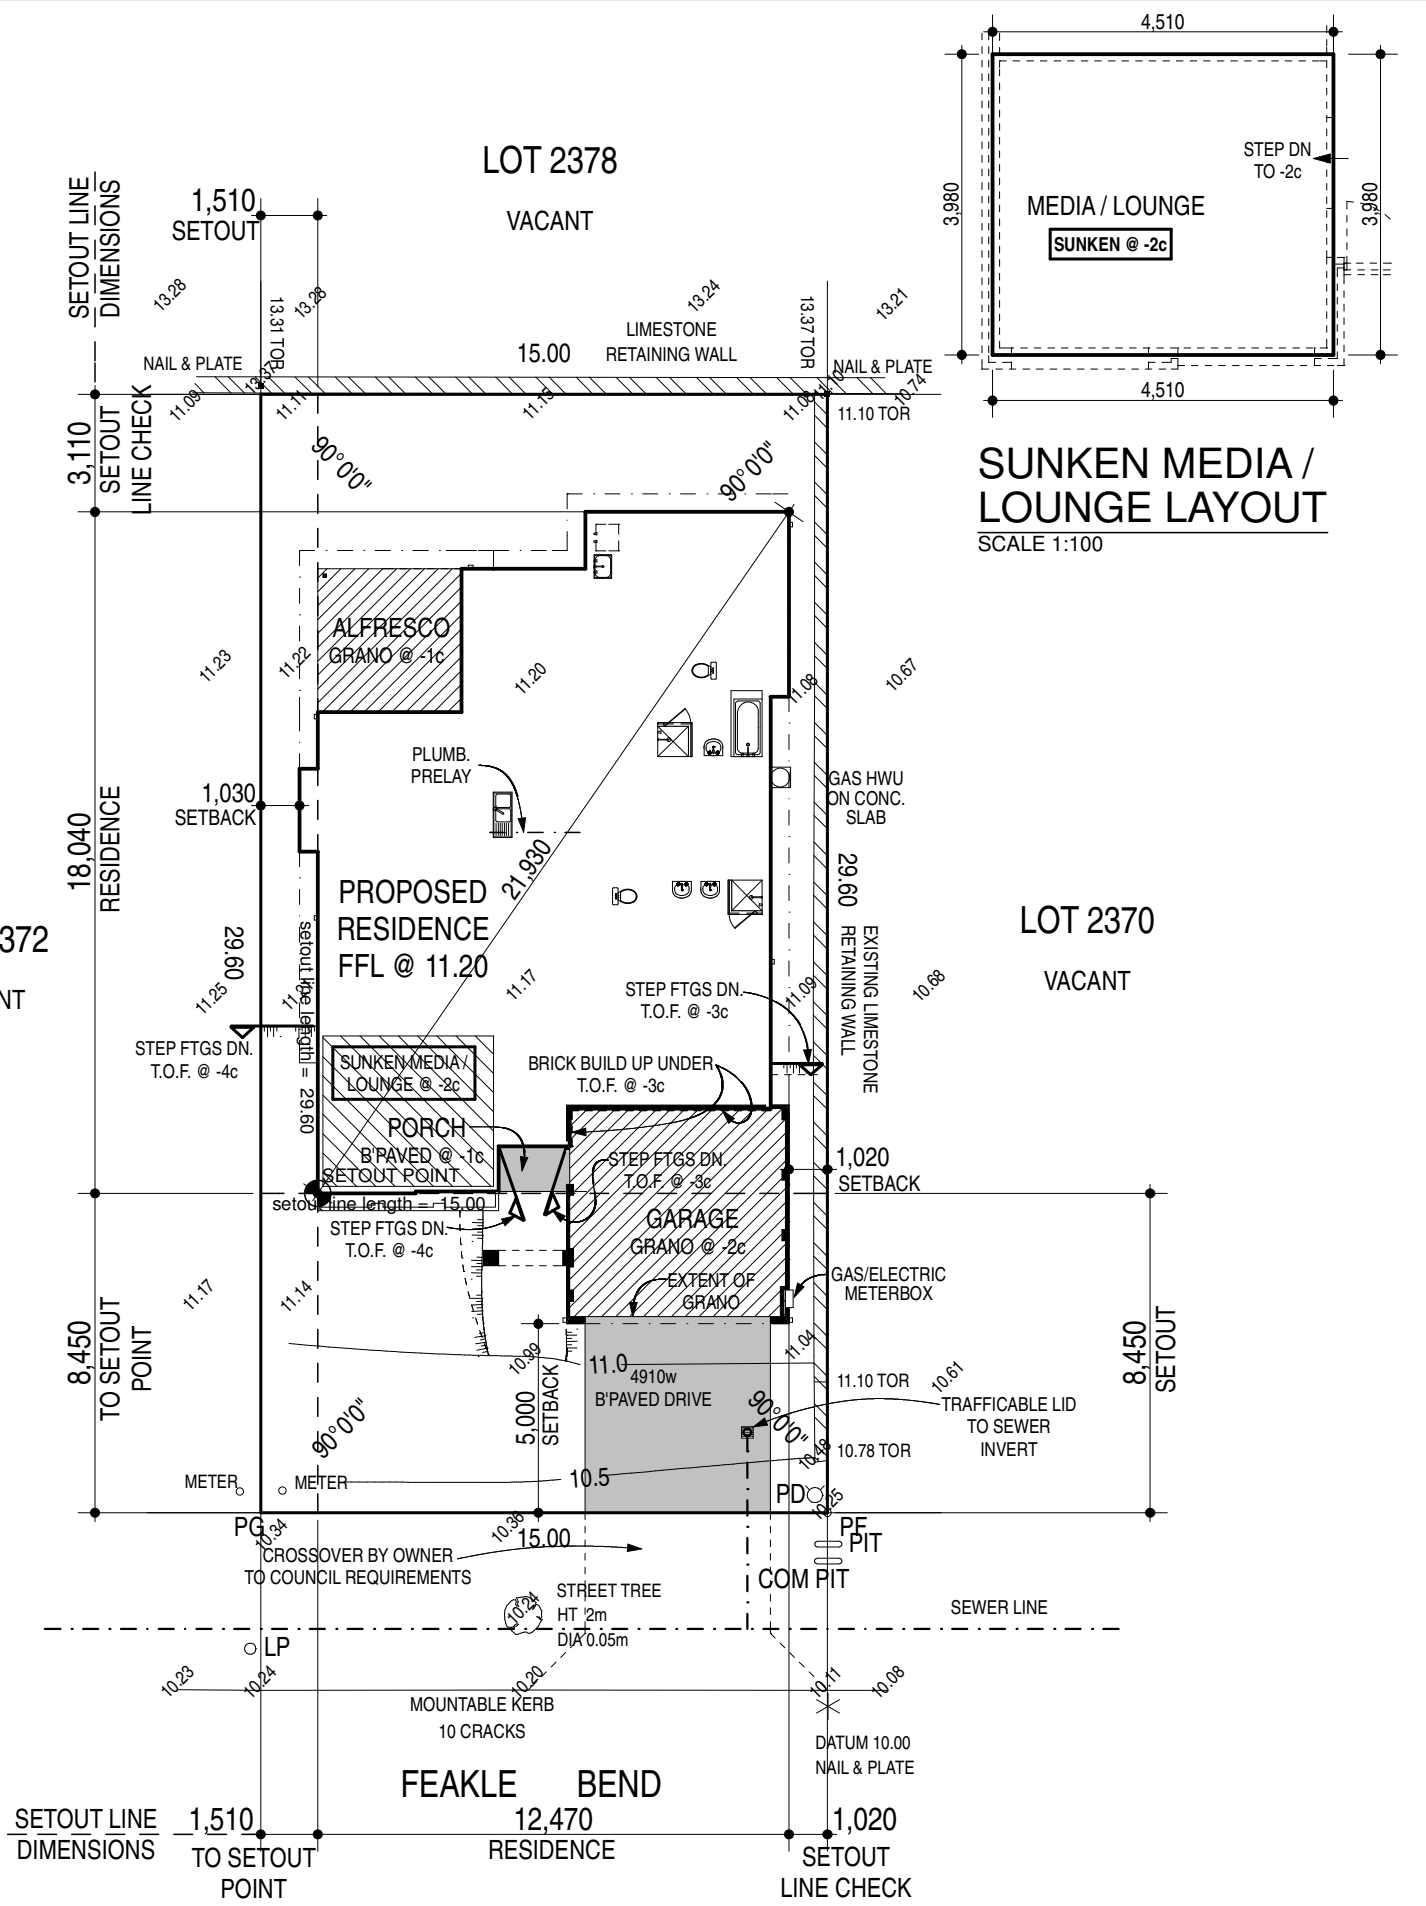 4,510
3,980
STEP DN
TO -2c
3,980
MEDIA / LOUNGE
SUNKEN @ -2c
4,510
SUNKEN MEDIA /
LOUNGE LAYOUT
SCALE 1:100
LOT 2378
VACANT
SETOUT LINE
DIMENSIONS
1,510
SETOUT
13.28
13.31 TOR
13.28
13.24
13.37 TOR
13.21
LIMESTONE
RETAINING WALL
15.00
NAIL & PLATE
NAIL & PLATE
13.37
11.09
11.11
11.15
11.08
11.10
10.74
11.10 TOR
3,110
SETOUT
LINE CHECK
90°0'0"
90°0'0"
ALFRESCO
GRANO @ -1c
11.23
11.22
11.20
11.08
10.67
PLUMB.
PRELAY
1,030
SETBACK
GAS HWU
ON CONC.
SLAB
18,040
RESIDENCE
21,930
29.60
PROPOSED
RESIDENCE
FFL @ 11.20
372
NT
29.60
setout line length = 29.60
EXISTING LIMESTONE
RETAINING WALL
LOT 2370
VACANT
11.25
11.17
11.09
10.68
STEP FTGS DN.
T.O.F. @ -3c
STEP FTGS DN.
T.O.F. @ -4c
SUNKEN MEDIA /
LOUNGE @ -2c
BRICK BUILD UP UNDER
T.O.F. @ -3c
PORCH
B'PAVED @ -1c
SETOUT POINT
setout line length = 15.00
STEP FTGS DN.
T.O.F. @ -3c
1,020
SETBACK
STEP FTGS DN.
T.O.F. @ -4c
GARAGE
GRANO @ -2c
EXTENT OF
GRANO
GAS/ELECTRIC
METERBOX
11.17
11.14
8,450
TO SETOUT
POINT
8,450
SETOUT
10.99
11.0
11.04
4910w
B'PAVED DRIVE
5,000
SETBACK
11.10 TOR
10.61
TRAFFICABLE LID
TO SEWER
INVERT
90°0'0"
90°0'0"
10.48
10.78 TOR
METER
METER
10.5
PD
10.25
PG
10.34
10.36
15.00
PF
PIT
CROSSOVER BY OWNER
TO COUNCIL REQUIREMENTS
COM PIT
STREET TREE
HT 2m
DIA 0.05m
10.24
SEWER LINE
LP
10.23
10.24
10.20
10.11
10.08
MOUNTABLE KERB
10 CRACKS
DATUM 10.00
NAIL & PLATE
FEAKLE BEND
SETOUT LINE
DIMENSIONS
1,510
TO SETOUT
POINT
12,470
RESIDENCE
1,020
SETOUT
LINE CHECK